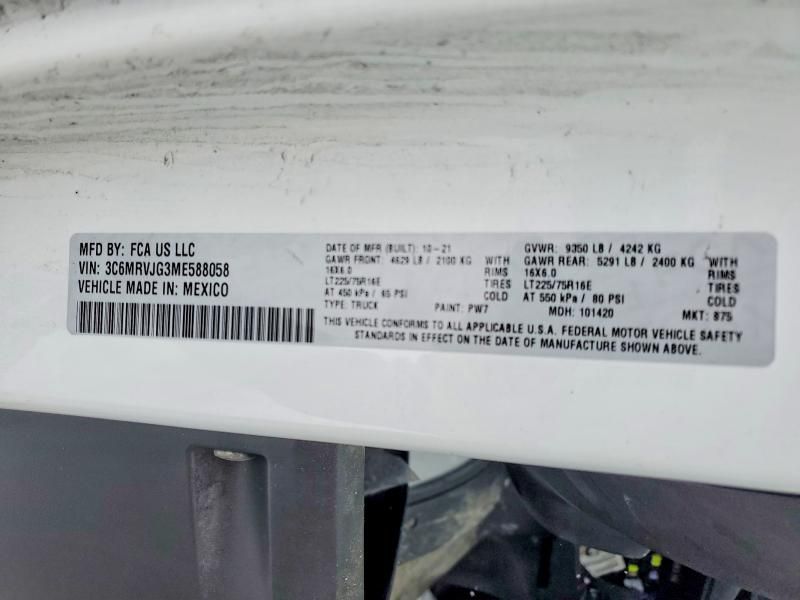 MFD BY: FCA US LLC
VIN: 3C6MRVJG3ME588058
VEHICLE MADE IN: MEXICO
DATE OF MFR (BUILT): 10-21
GAWR FRONT: 4629 LB / 2100 KG WITH
16X6.0 RIMS
LT225/75R16E TIRES
AT 450 kPa / 65 PSI COLD
TYPE: TRUCK PAINT: PW7
GVWR: 9350 LB / 4242 KG
GAWR REAR: 5291 LB / 2400 KG WITH
16X6.0 RIMS
LT225/75R16E TIRES
AT 550 kPa / 80 PSI COLD
MDH: 101420 MKT: 875
THIS VEHICLE CONFORMS TO ALL APPLICABLE U.S.A. FEDERAL MOTOR VEHICLE SAFETY
STANDARDS IN EFFECT ON THE DATE OF MANUFACTURE SHOWN ABOVE.